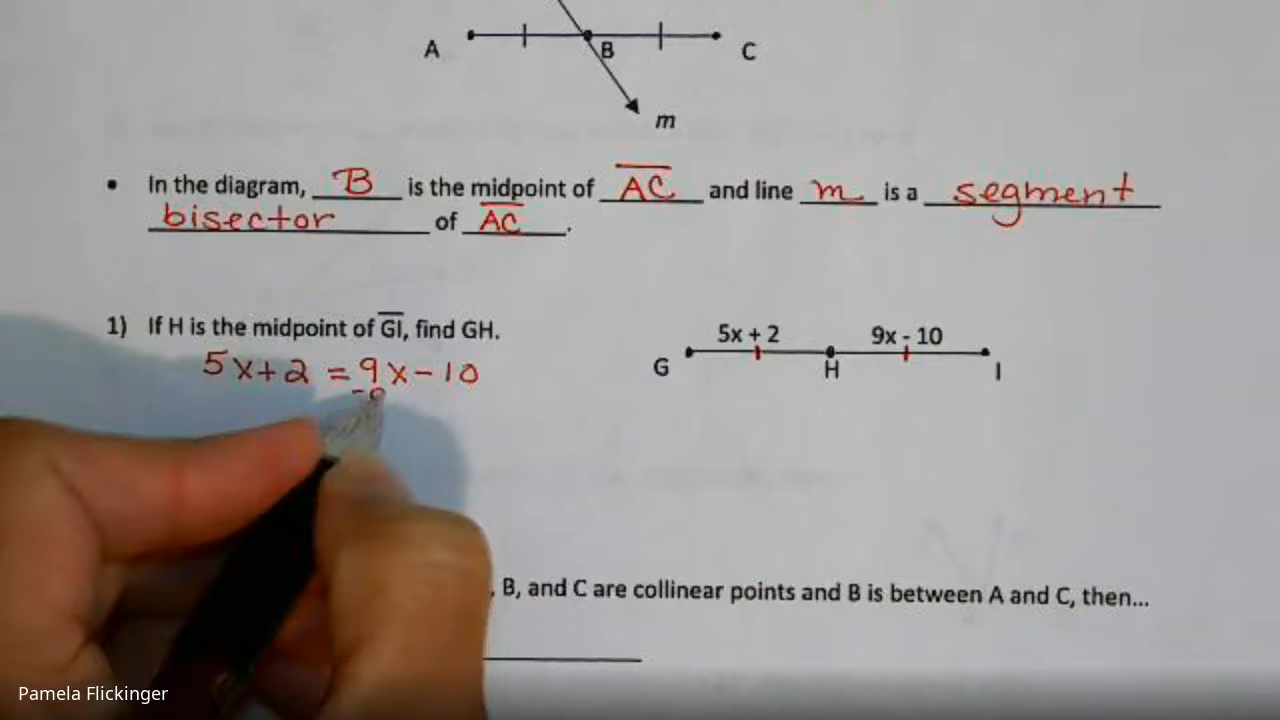 A B C
m
• In the diagram, B is the midpoint of AC and line m is a segment
bisector of AC.
1) If H is the midpoint of GI, find GH.
5x+2 =9x-10
5x + 2 9x - 10
G H I
, B, and C are collinear points and B is between A and C, then...
Pamela Flickinger